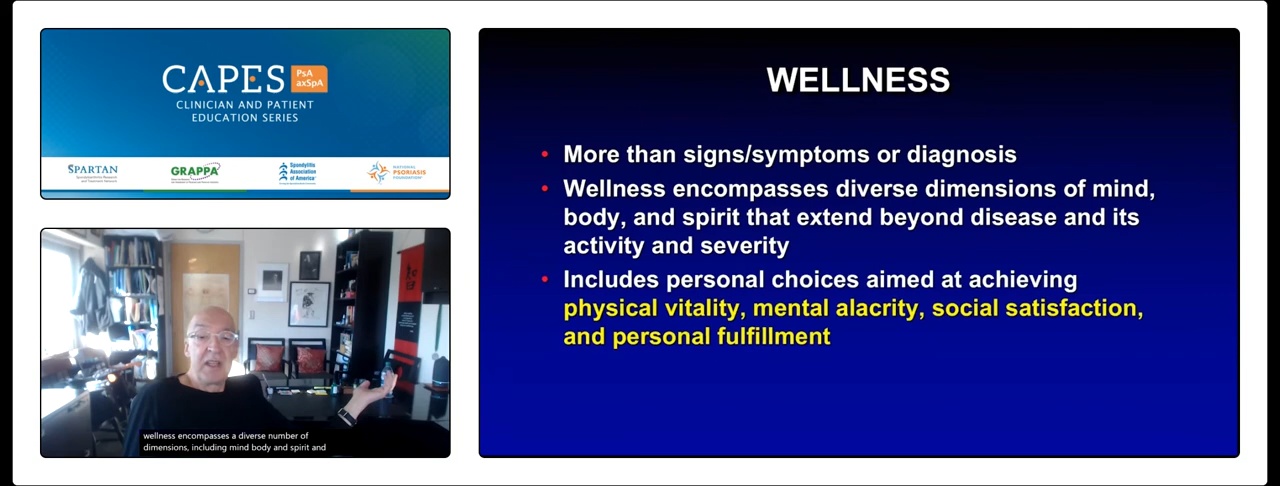 CAPES
PsA
axSpA
CLINICIAN AND PATIENT
EDUCATION SERIES
SPARTAN
GRAPPA
Spondylitis
Association
of America
NATIONAL
PSORIASIS
FOUNDATION
wellness encompasses a diverse number of
dimensions, including mind body and spirit and
WELLNESS
• More than signs/symptoms or diagnosis
• Wellness encompasses diverse dimensions of mind,
body, and spirit that extend beyond disease and its
activity and severity
• Includes personal choices aimed at achieving
physical vitality, mental alacrity, social satisfaction,
and personal fulfillment